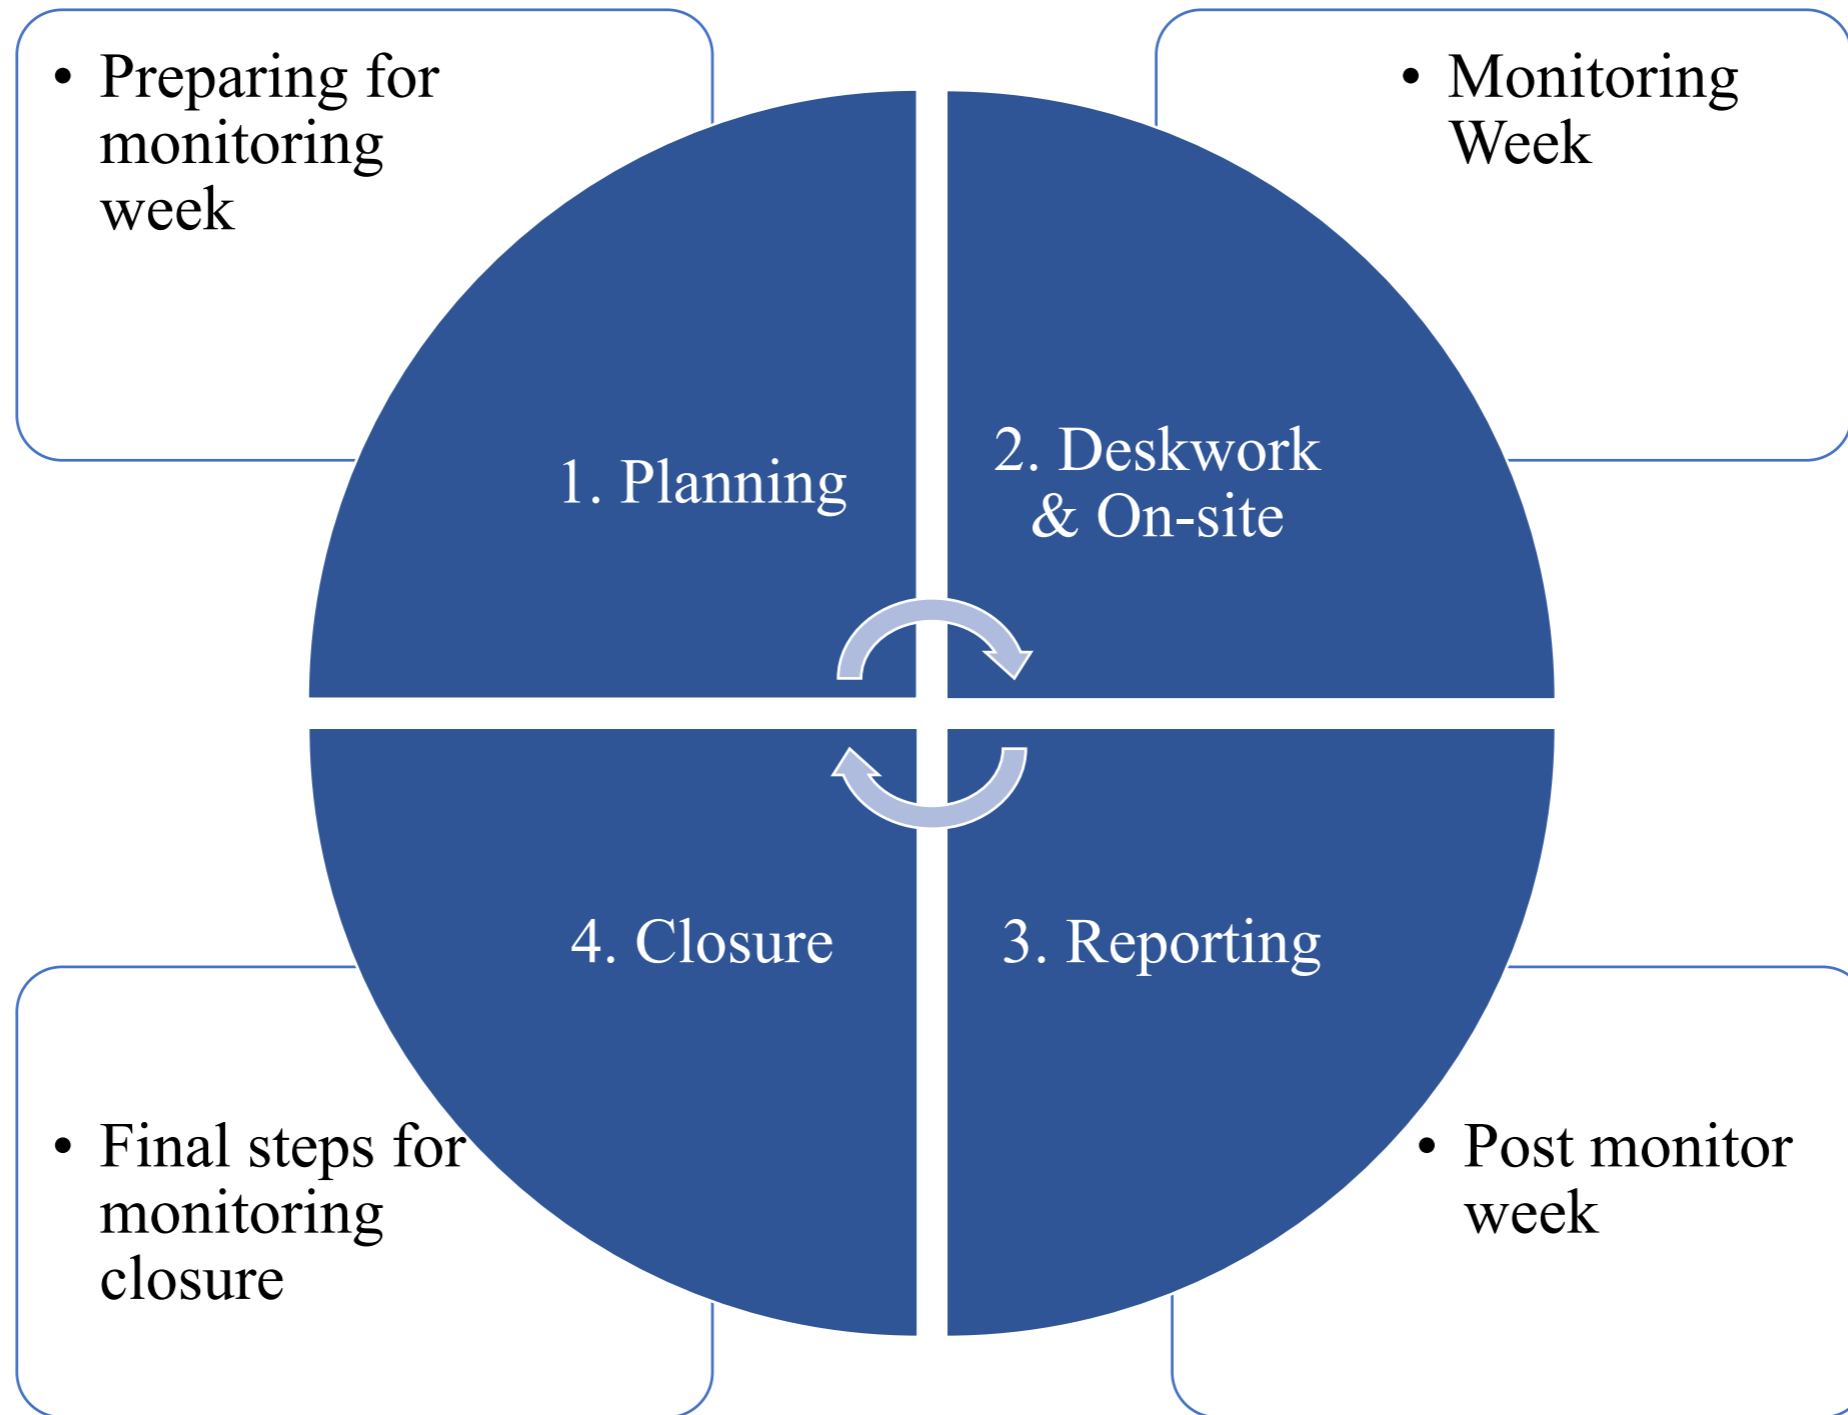 • Preparing for
monitoring
week
• Monitoring
Week
1. Planning
2. Deskwork
& On-site
4. Closure
3. Reporting
• Final steps for
monitoring
closure
• Post monitor
week